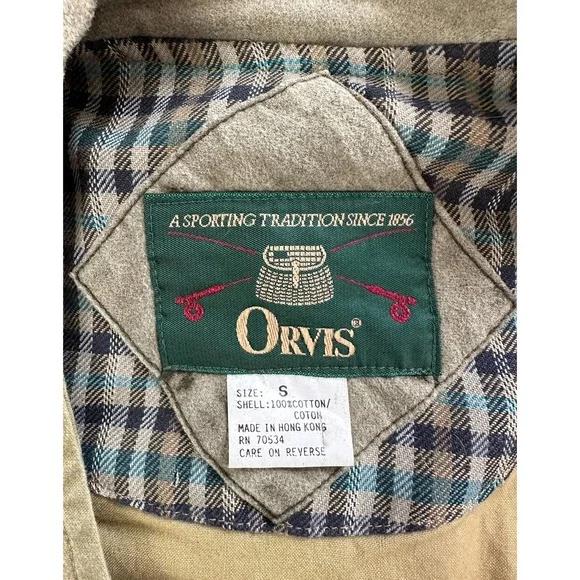 A SPORTING TRADITION SINCE 1856
ORVIS®
SIZE: S
SHELL:100%COTTON/
COTON
MADE IN HONG KONG
RN 70534
CARE ON REVERSE